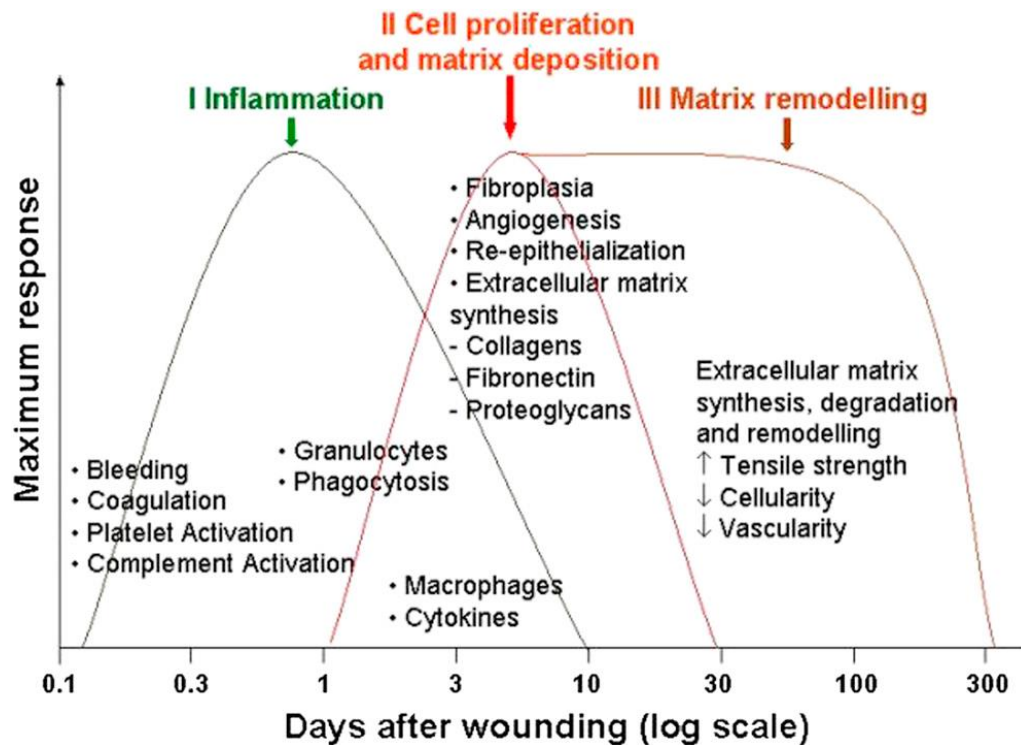 II Cell proliferation
and matrix deposition
I Inflammation
III Matrix remodelling
Maximum response
• Fibroplasia
• Angiogenesis
• Re-epithelialization
• Extracellular matrix
synthesis
- Collagens
- Fibronectin
- Proteoglycans
Extracellular matrix
synthesis, degradation
and remodelling
↑ Tensile strength
↓ Cellularity
↓ Vascularity
• Granulocytes
• Phagocytosis
• Bleeding
• Coagulation
• Platelet Activation
• Complement Activation
• Macrophages
• Cytokines
0.1 0.3 1 3 10 30 100 300
Days after wounding (log scale)